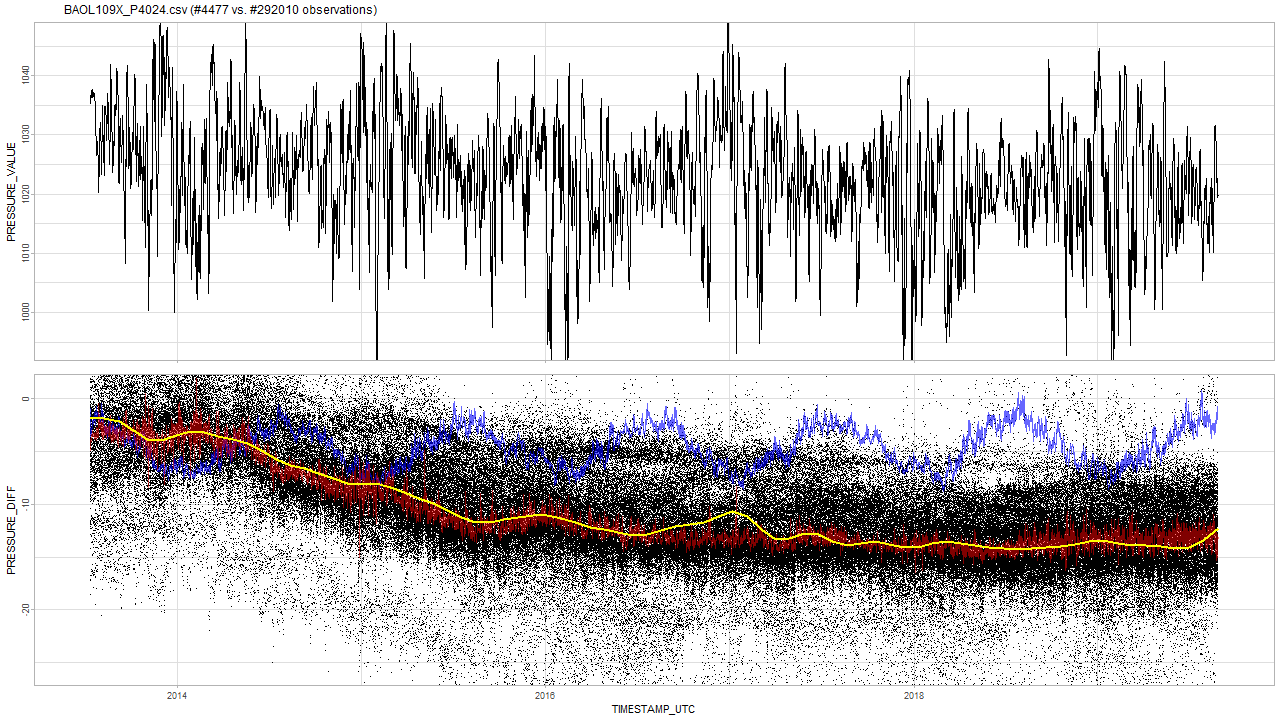 BAOL109X_P4024.csv (#4477 vs. #292010 observations)
PRESSURE_VALUE
1040
1030
1020
1010
1000
PRESSURE_DIFF
0
-10
-20
2014
2016
2018
TIMESTAMP_UTC